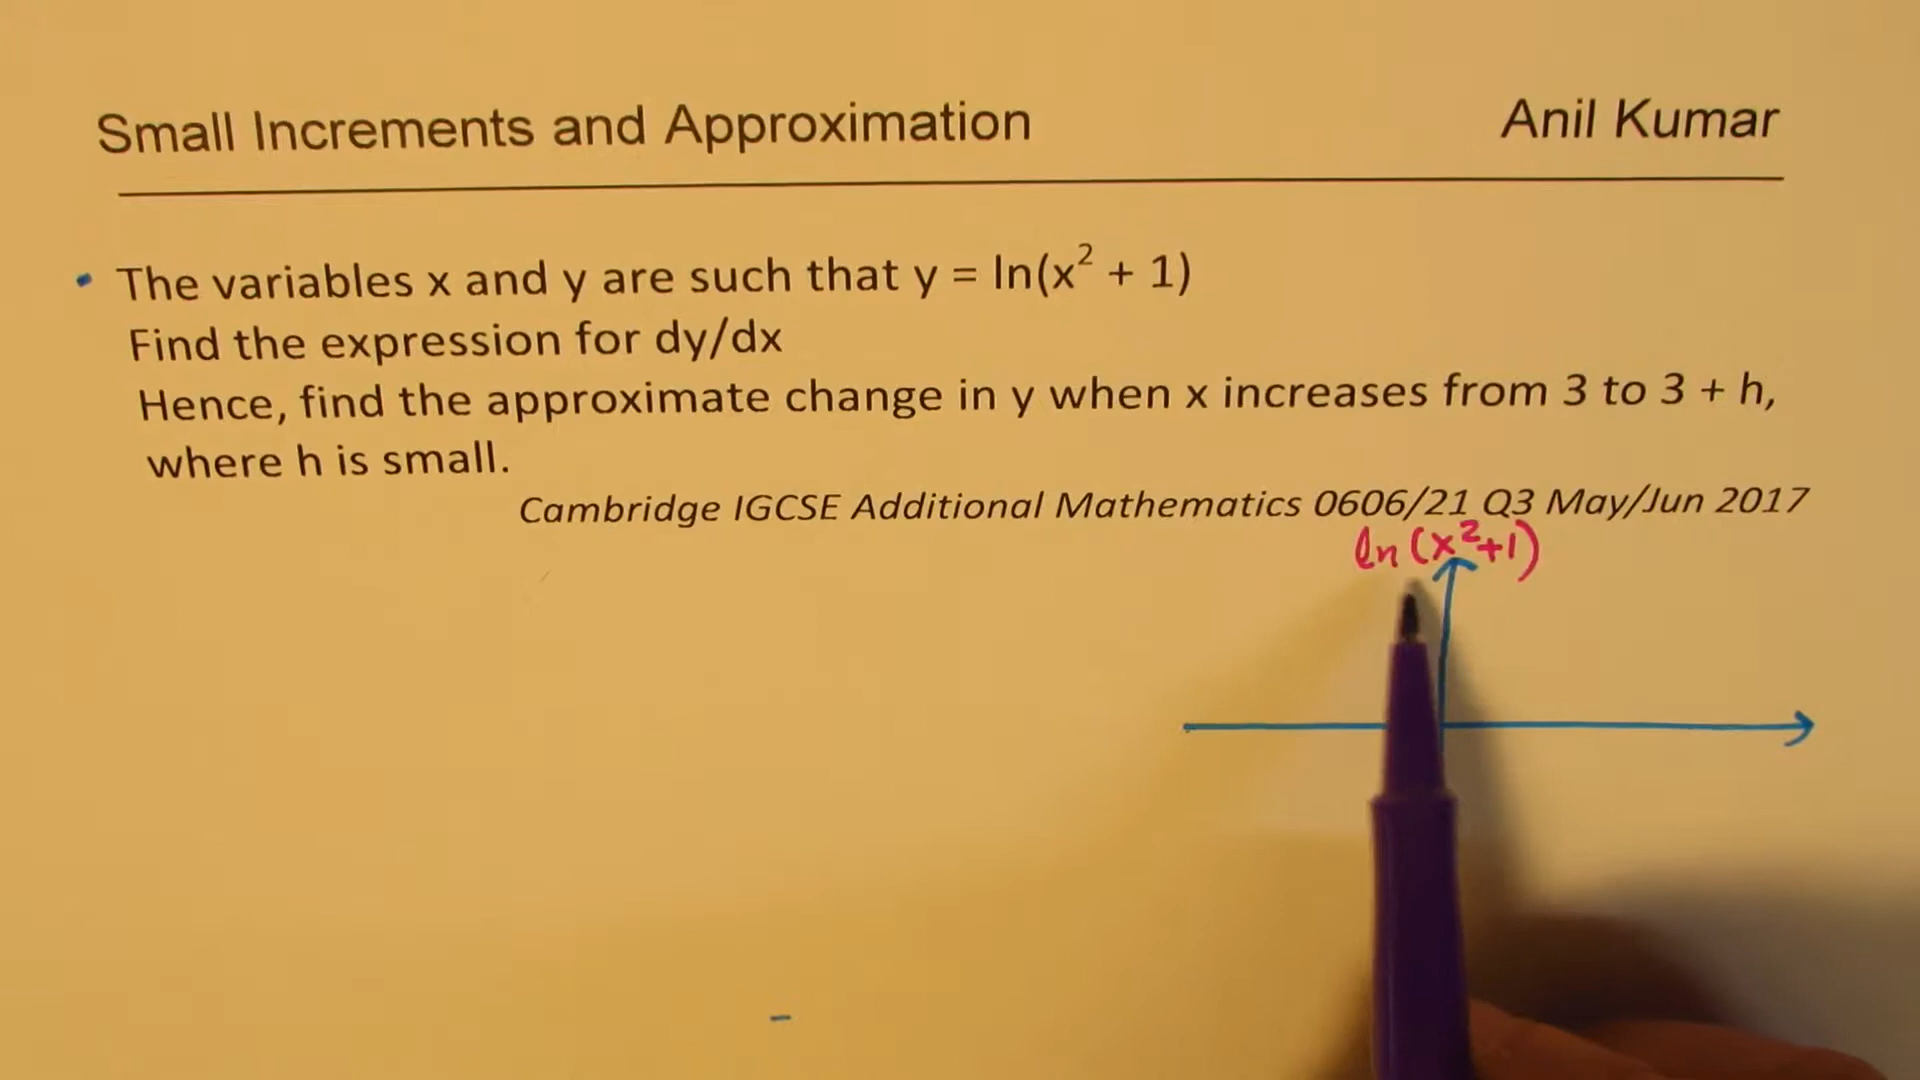 Small Increments and Approximation Anil Kumar
• The variables x and y are such that y = ln(x² + 1)
Find the expression for dy/dx
Hence, find the approximate change in y when x increases from 3 to 3 + h,
where h is small.
Cambridge IGCSE Additional Mathematics 0606/21 Q3 May/Jun 2017
ln (x²+1)